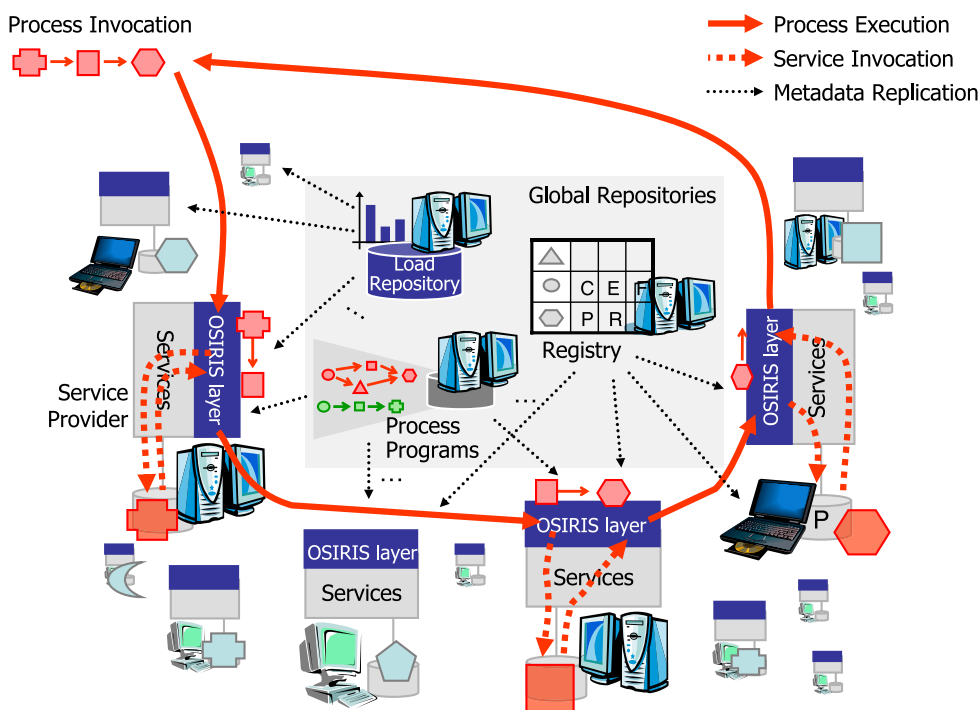 Process Invocation
Process Execution
Service Invocation
Metadata Replication
Global Repositories
Load
Repository
C E
P R
Registry
Services
OSIRIS layer
Service
Provider
Process
Programs
OSIRIS layer
Services
P
OSIRIS layer
Services
OSIRIS layer
Services